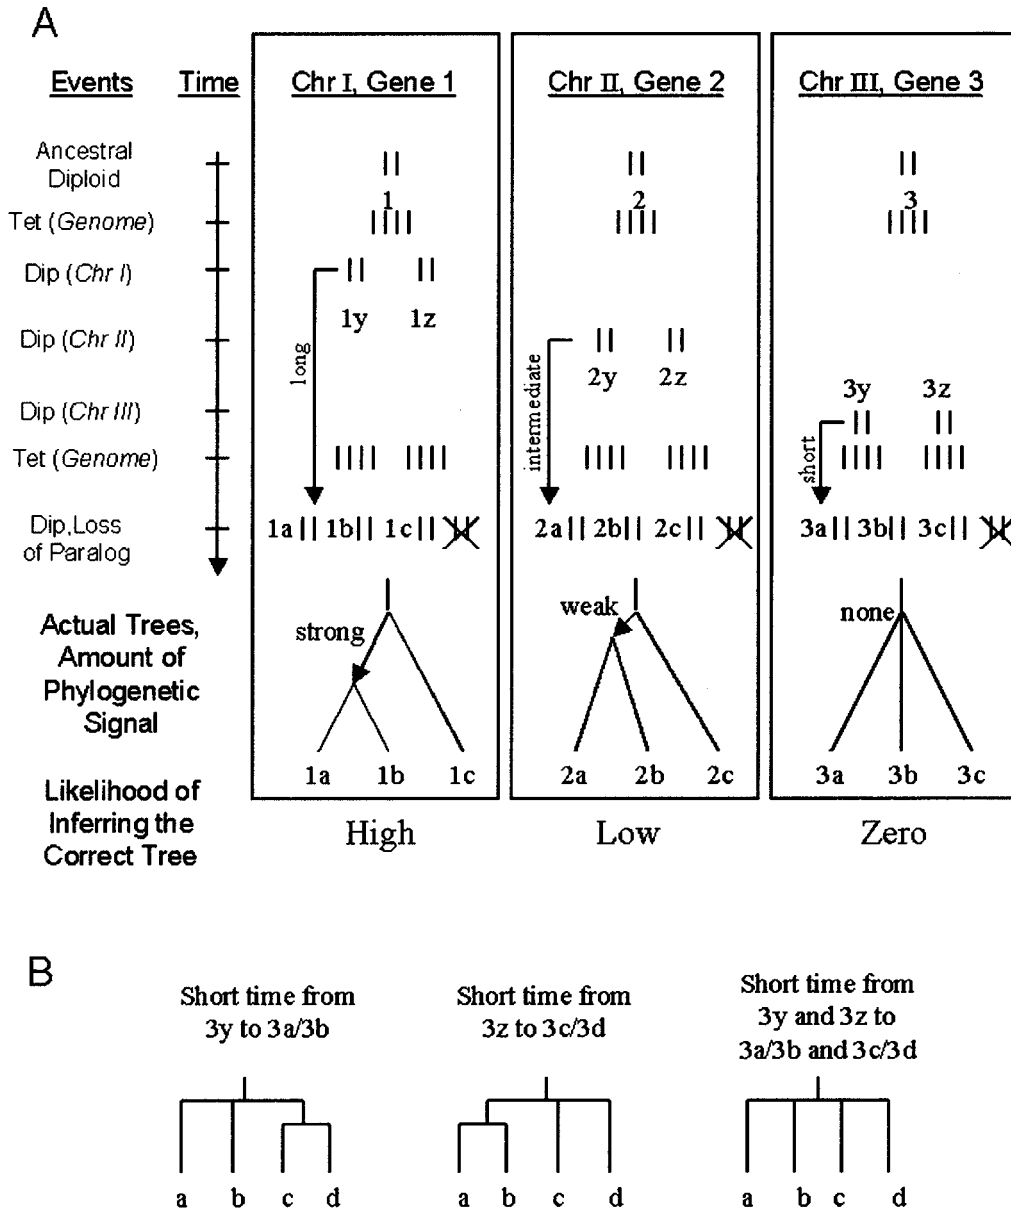 A
Events
Time
Chr I, Gene 1
Chr II, Gene 2
Chr III, Gene 3
Ancestral
Diploid
1
2
3
Tet (Genome)
Dip (Chr I)
1y 1z
long
Dip (Chr II)
2y 2z
intermediate
Dip (Chr III)
3y 3z
short
Tet (Genome)
Dip,Loss
of Paralog
1a 1b 1c
2a 2b 2c
3a 3b 3c
Actual Trees,
Amount of
Phylogenetic
Signal
strong
weak
none
1a 1b 1c
2a 2b 2c
3a 3b 3c
Likelihood of
Inferring the
Correct Tree
High
Low
Zero
B
Short time from
3y to 3a/3b
a b c d
Short time from
3z to 3c/3d
a b c d
Short time from
3y and 3z to
3a/3b and 3c/3d
a b c d